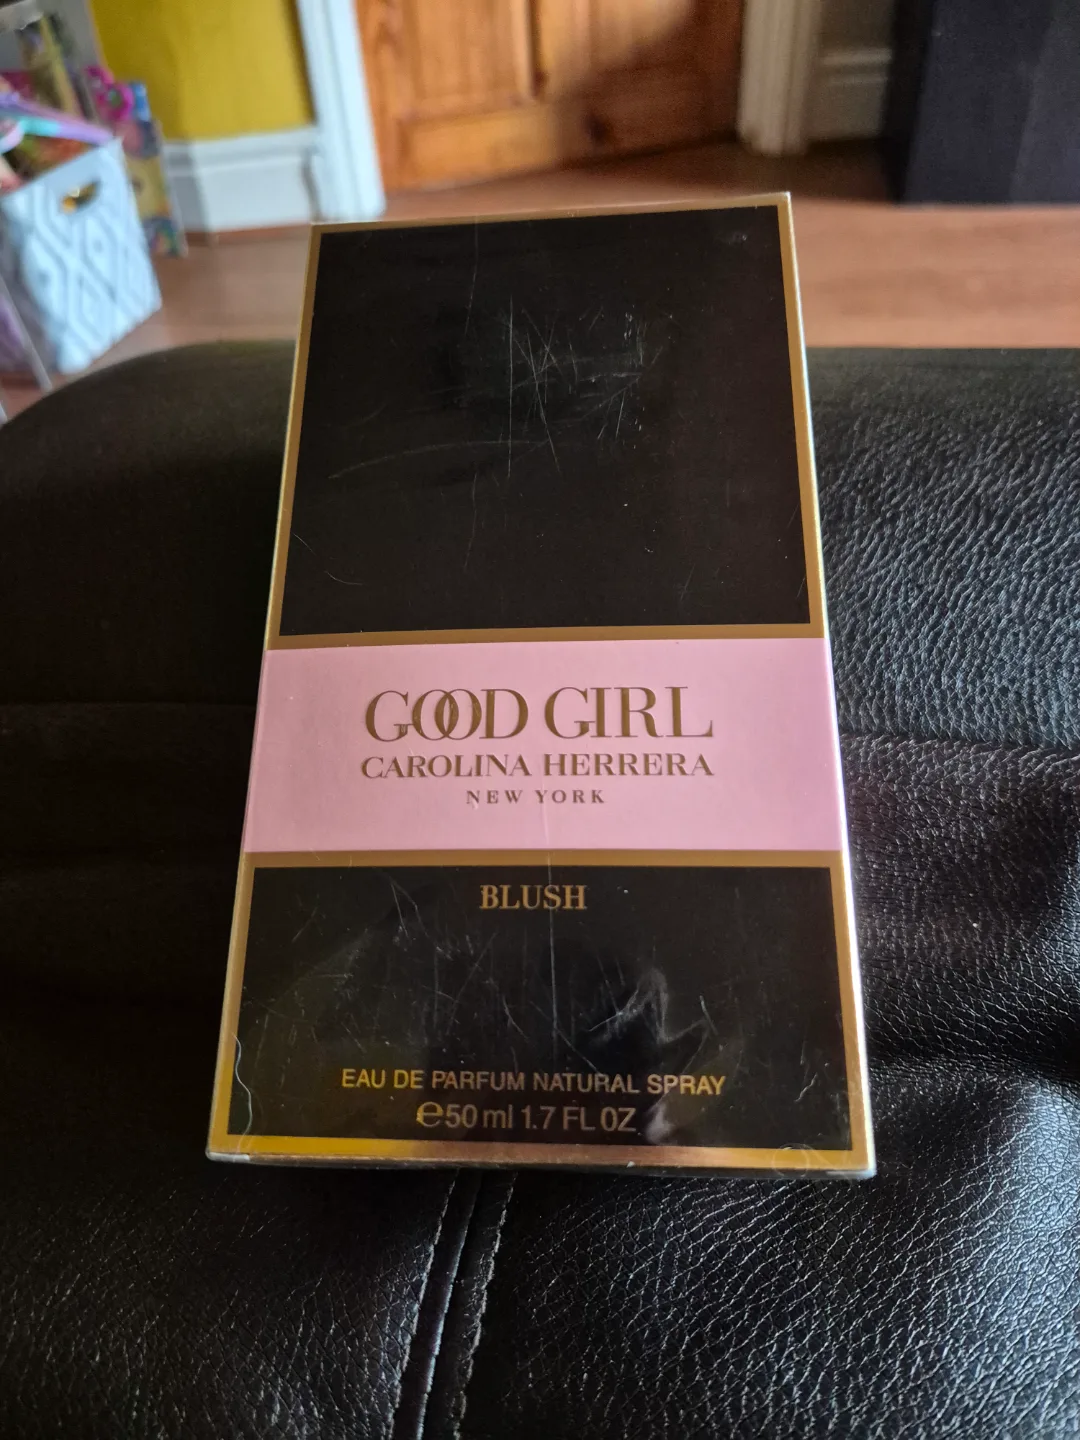 GOOD GIRL
CAROLINA HERRERA
NEW YORK
BLUSH
EAU DE PARFUM NATURAL SPRAY
℮50 ml 1.7 FL OZ